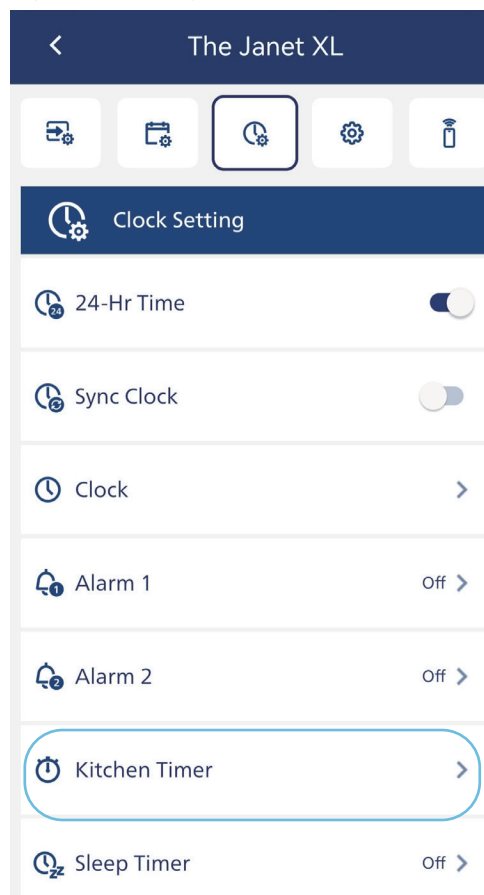 The Janet XL
Clock Setting
24-Hr Time
Sync Clock
Clock
Alarm 1 Off
Alarm 2 Off
Kitchen Timer
Sleep Timer Off